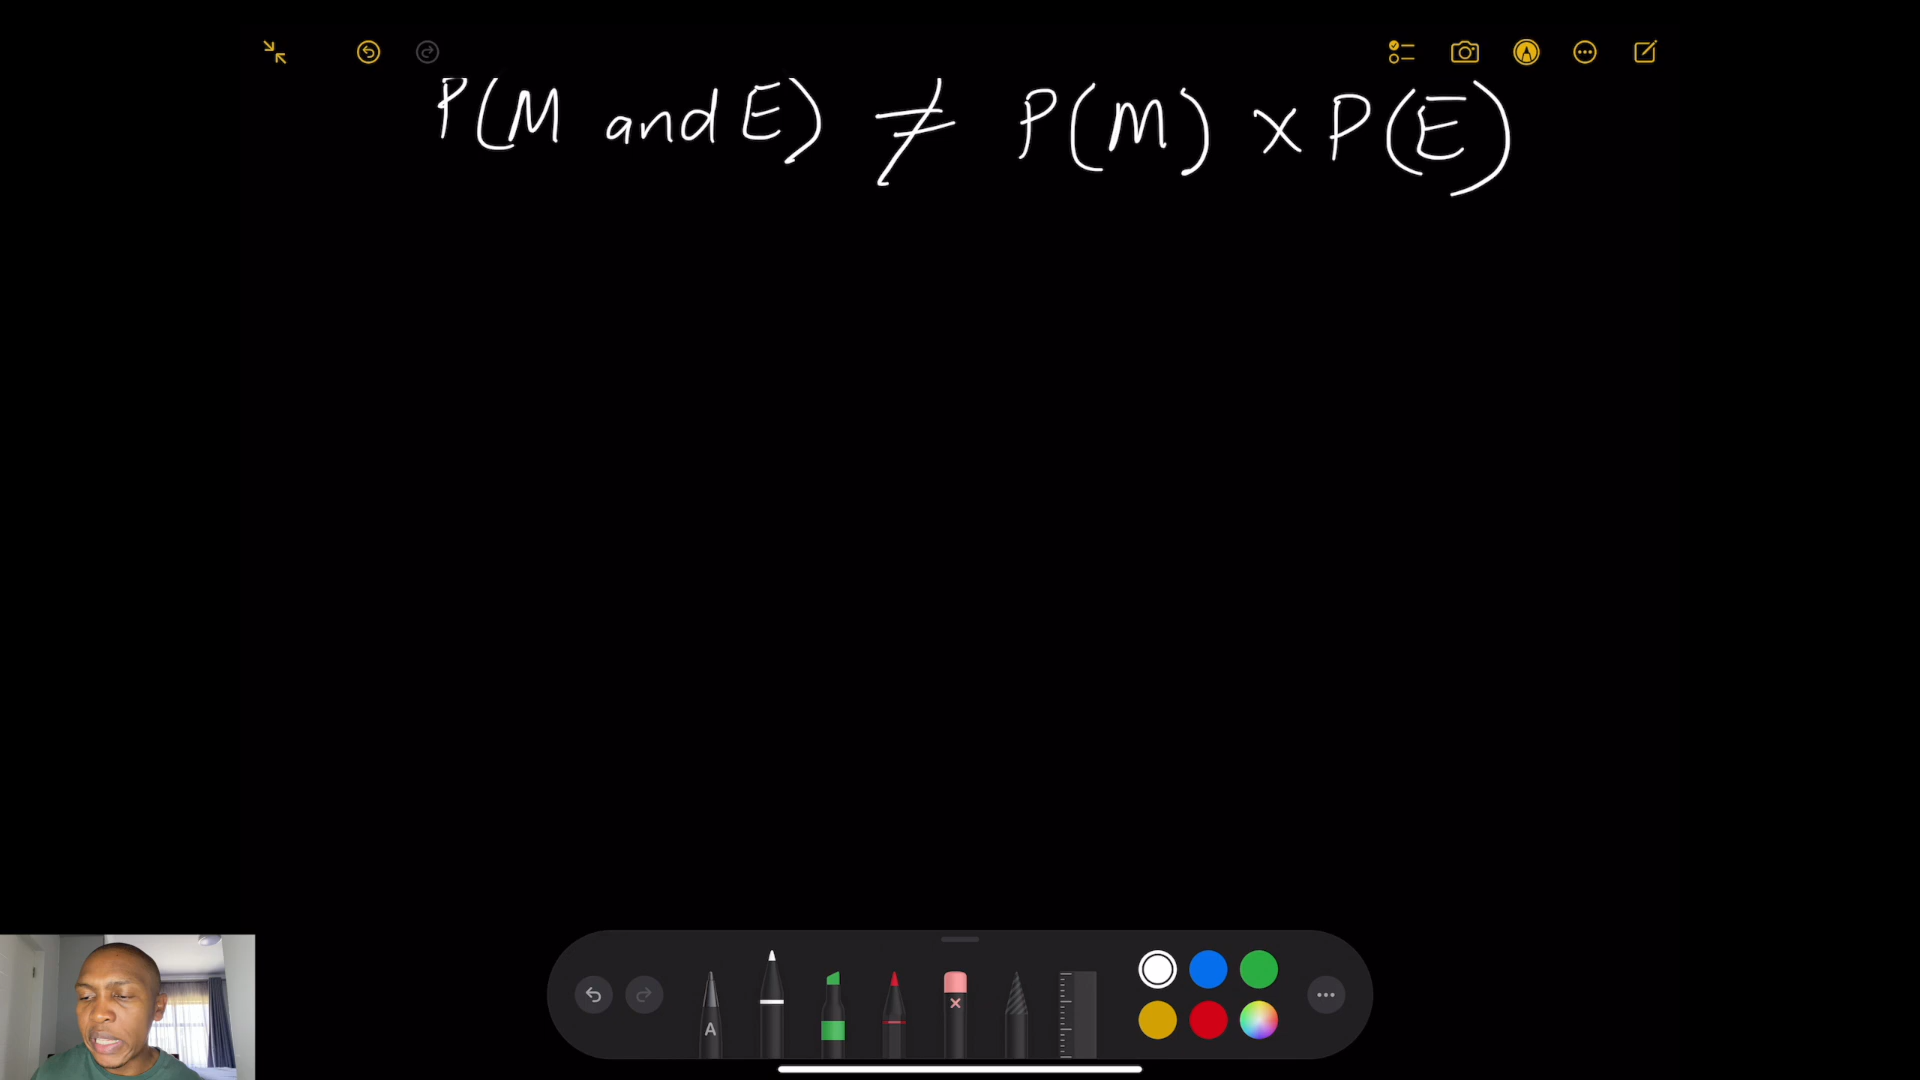 P(M and E) ≠ P(M) × P(E)
A